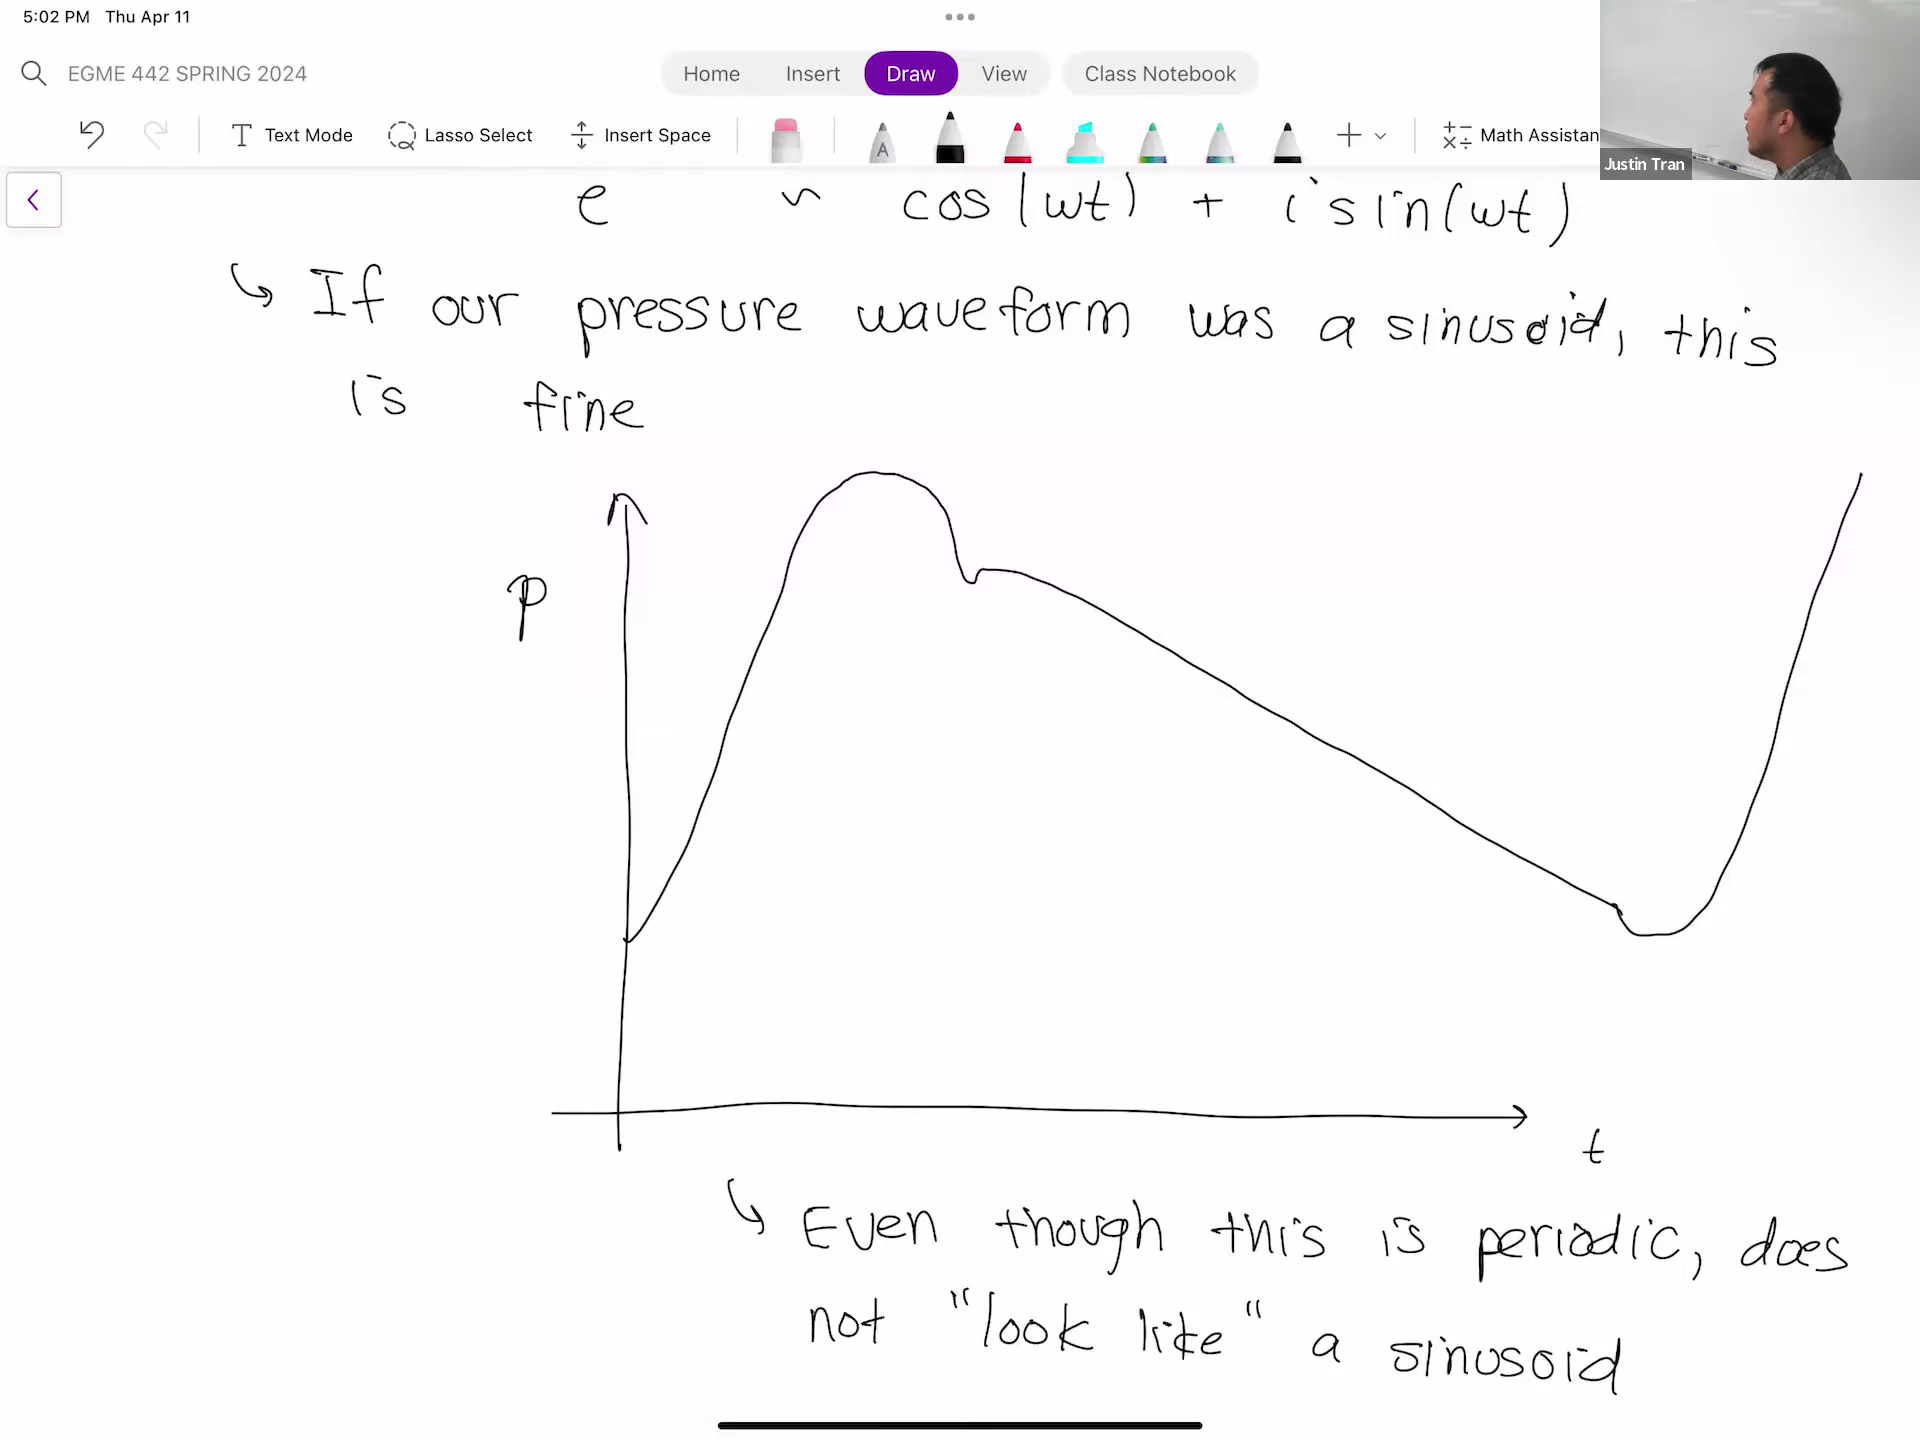 5:02 PM Thu Apr 11
EGME 442 SPRING 2024
Home Insert Draw View Class Notebook
T Text Mode Lasso Select Insert Space A Math Assistan
Justin Tran
e ~ cos(wt) + i sin(wt)
↳ If our pressure waveform was a sinusoid, this
is fine
p
t
↳ Even though this is periodic, does
not "look like" a sinusoid